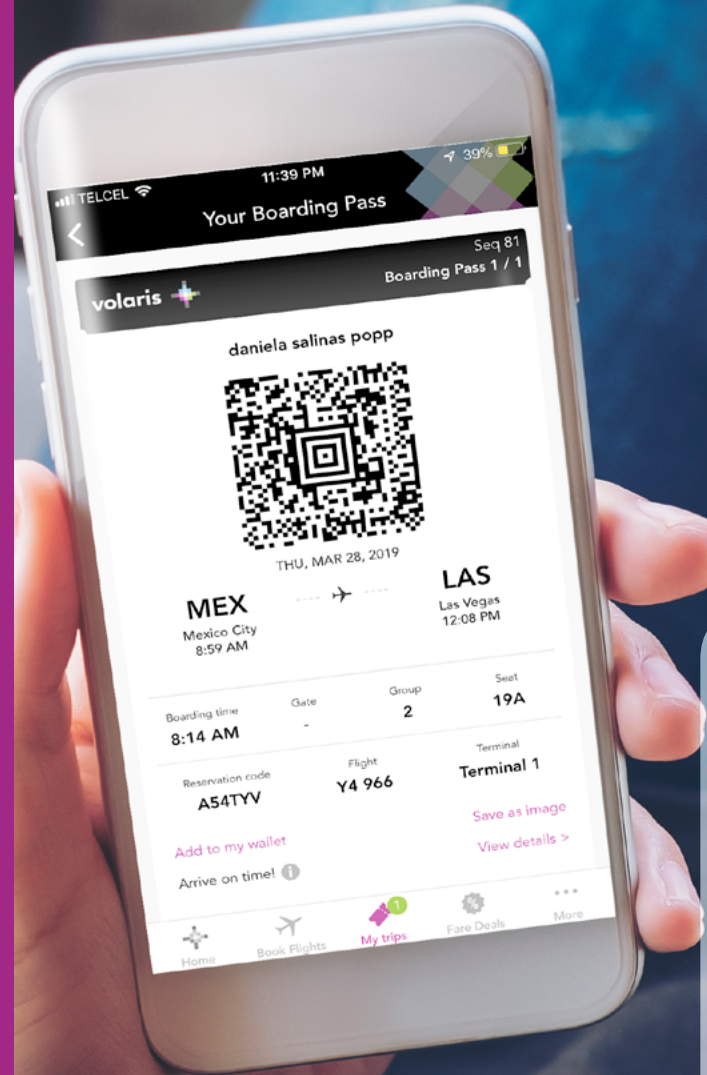 TELCEL 11:39 PM 39%
Your Boarding Pass
Seq 81
volaris Boarding Pass 1 / 1
daniela salinas popp
THU, MAR 28, 2019
MEX LAS
Mexico City Las Vegas
8:59 AM 12:08 PM
Boarding time Gate Group Seat
8:14 AM - 2 19A
Reservation code Flight Terminal
A54TYV Y4 966 Terminal 1
Add to my wallet Save as image
Arrive on time! View details >
1
Home Book Flights My trips Fare Deals More